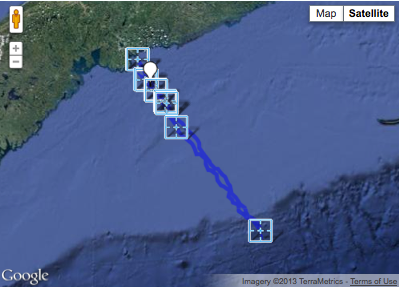 Map Satellite
+
−
Google
Imagery ©2013 TerraMetrics - Terms of Use